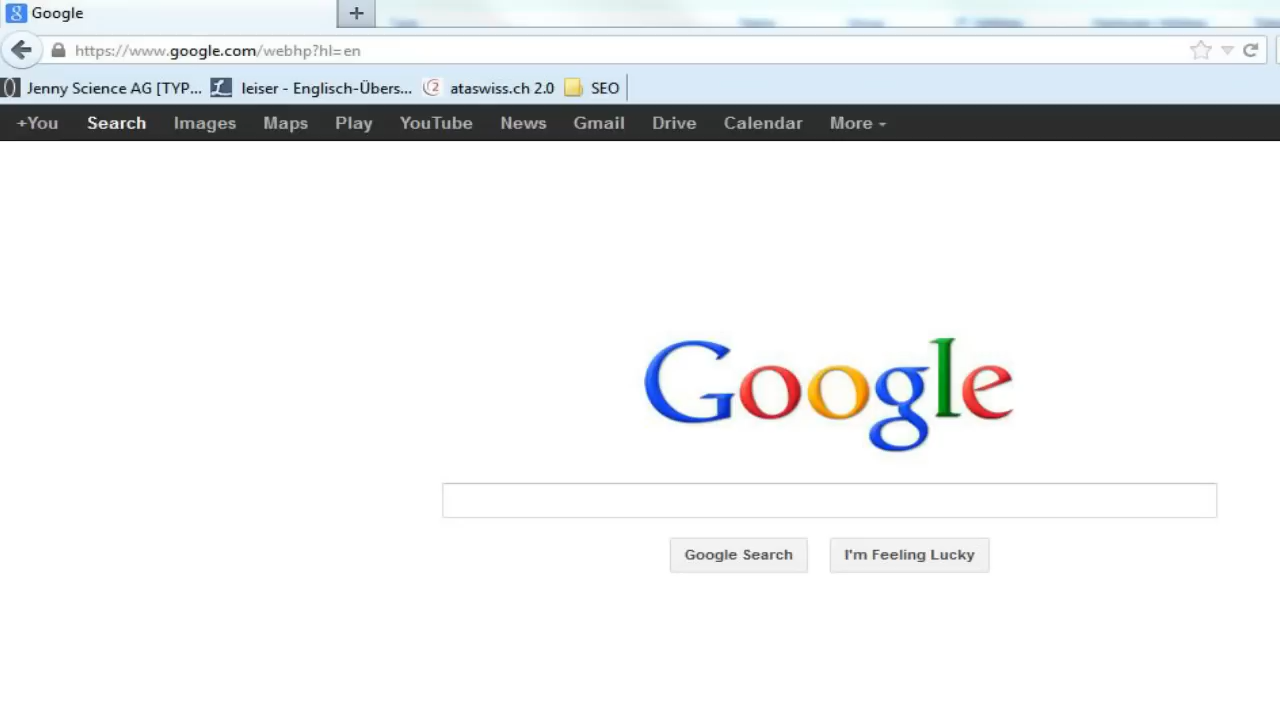 Google
https://www.google.com/webhp?hl=en
Jenny Science AG [TYP... leiser - Englisch-Übers... ataswiss.ch 2.0 SEO
+You Search Images Maps Play YouTube News Gmail Drive Calendar More
Google
Google Search I'm Feeling Lucky